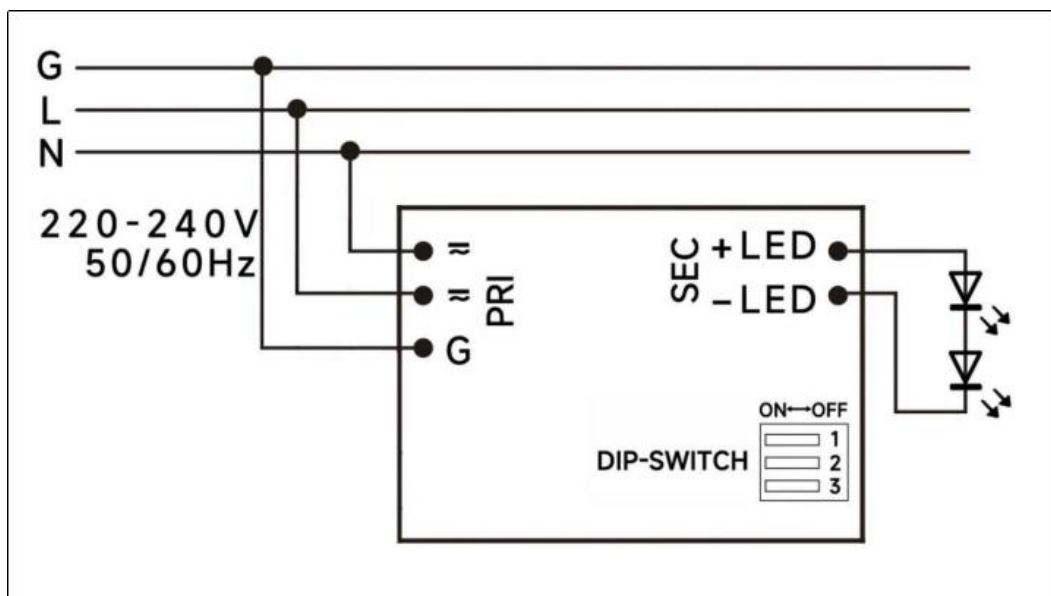 G
L
N
220-240V
50/60Hz
≂
≂
G
PRI
SEC
+LED
-LED
ON↔OFF
DIP-SWITCH
1
2
3